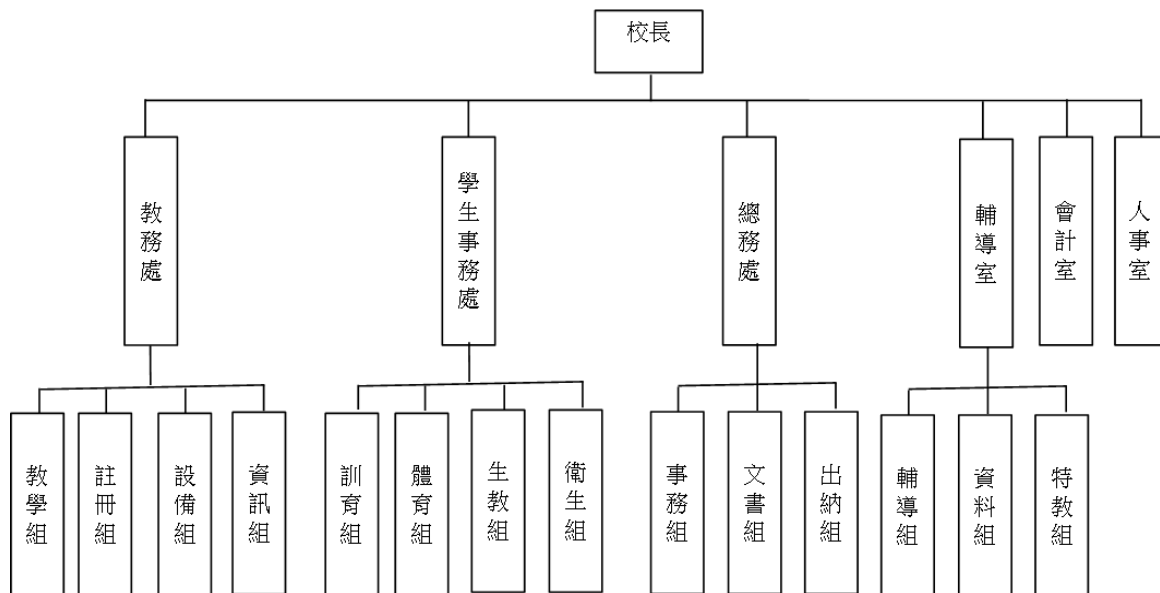 校長
教務處
學生事務處
總務處
輔導室
會計室
人事室
教學組
註冊組
設備組
資訊組
訓育組
體育組
生教組
衛生組
事務組
文書組
出納組
輔導組
資料組
特教組